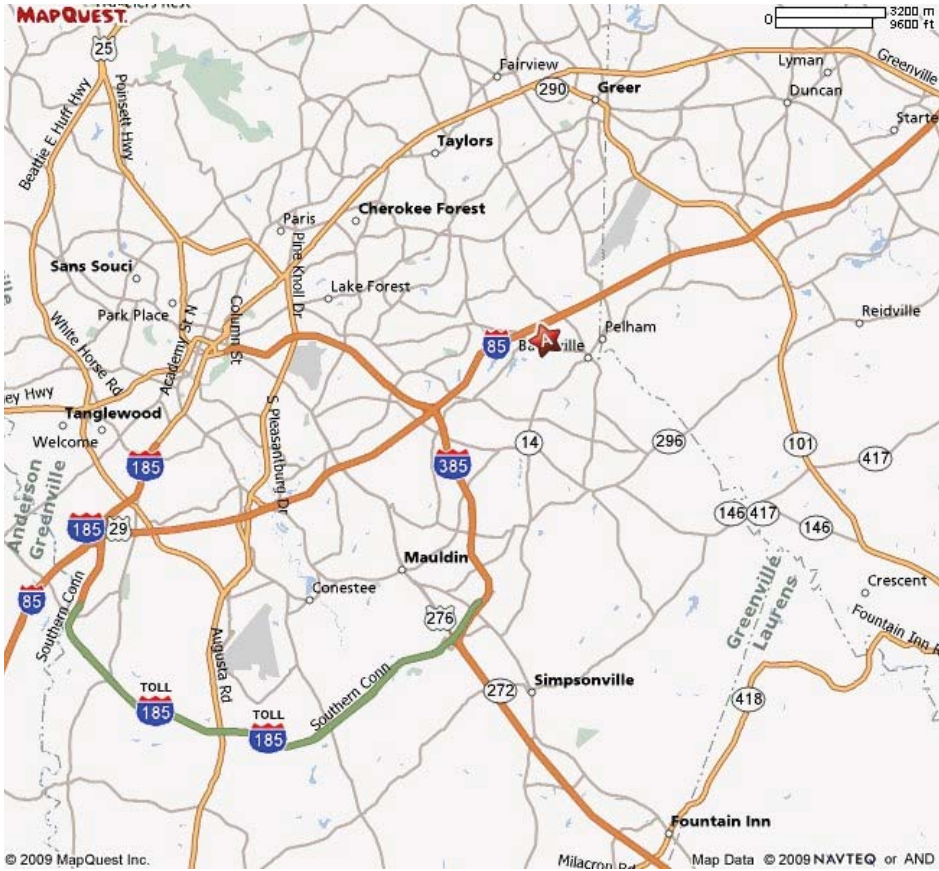 MAPQUEST.
3200 m
0
9600 ft
25
Poinsett Hwy
Beattie E Huff Hwy
Fairview
290
Greer
Lyman
Greenville
Duncan
Taylors
Paris
Cherokee Forest
Pine Knoll Dr
Sans Souci
Lake Forest
Park Place
Academy St N
Column St
White Horse Rd
85
A
Pelham
Reidville
ey Hwy
Tanglewood
Welcome
S Pleasantburg Dr
14
296
101
417
185
385
Anderson
Greenville
185
29
146
417
146
Mauldin
Conestee
Crescent
85
Southern Conn
276
Greenville
Laurens
Fountain Inn R
Augusta Rd
Southern Conn
272
Simpsonville
418
TOLL
185
TOLL
185
Fountain Inn
Milacron Rd
© 2009 MapQuest Inc.
Map Data © 2009 NAVTEQ or AND